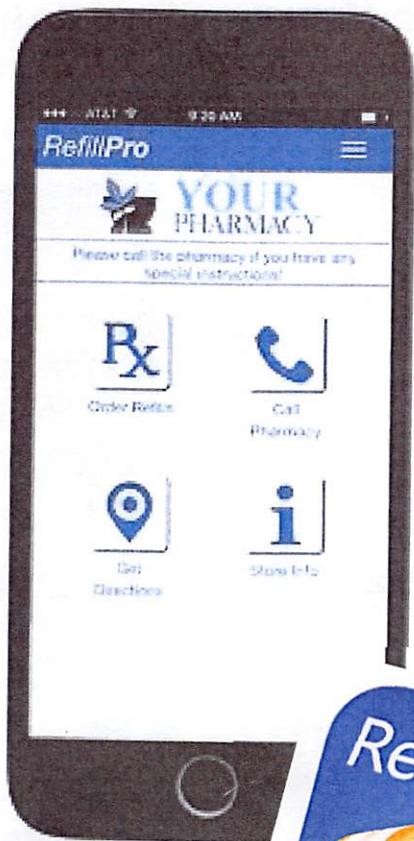 AT&T 9:20 AM
RefillPro
YOUR
PHARMACY
Please call the pharmacy if you have any
special instructions!
Rx
Order Refills
Call
Pharmacy
Get
Directions
i
Store Info
Re